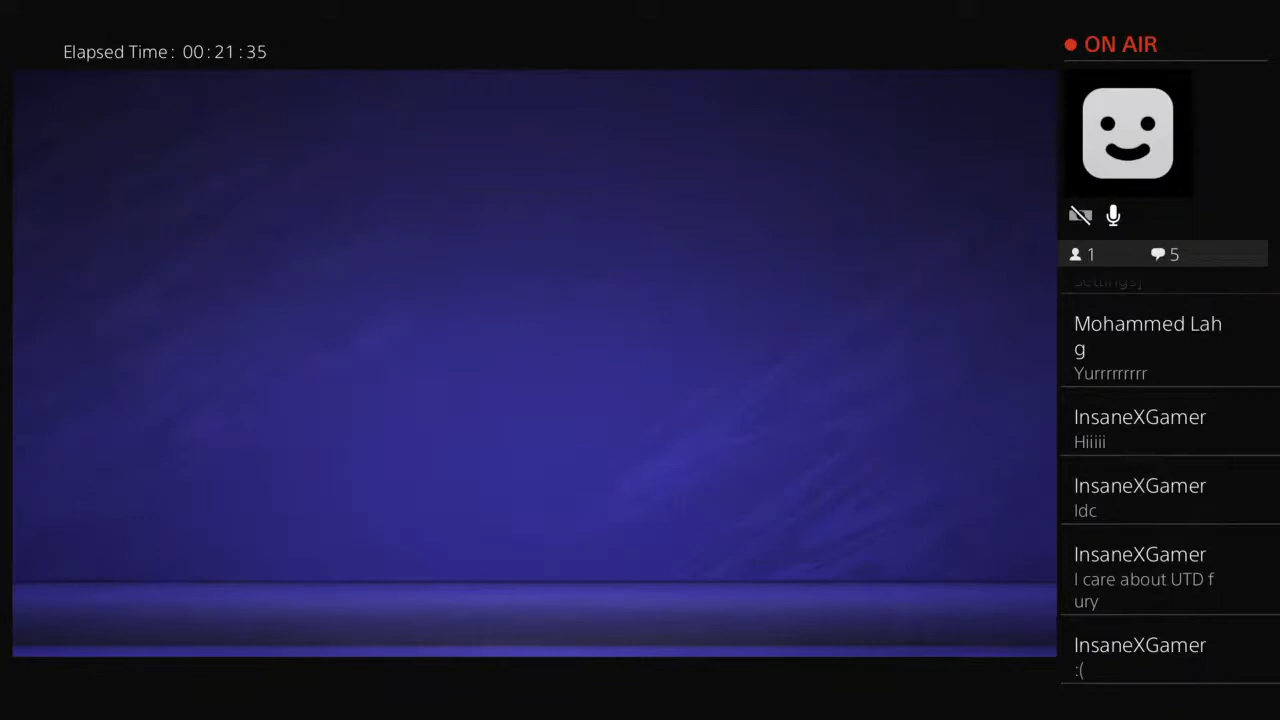 Elapsed Time: 00:21:35
ON AIR
1 5
Settings]
Mohammed Lah
g
Yurrrrrrrrr
InsaneXGamer
Hiiiii
InsaneXGamer
Idc
InsaneXGamer
I care about UTD f
ury
InsaneXGamer
:(